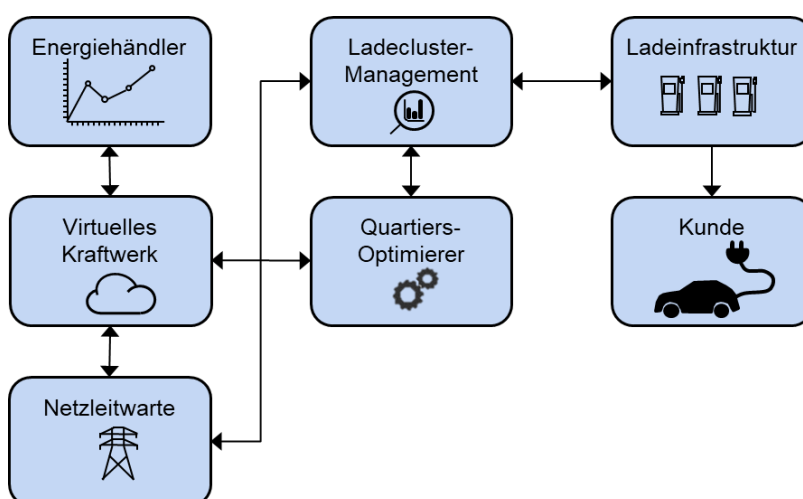 Energiehändler
Ladecluster-
Management
Ladeinfrastruktur
Virtuelles
Kraftwerk
Quartiers-
Optimierer
Kunde
Netzleitwarte